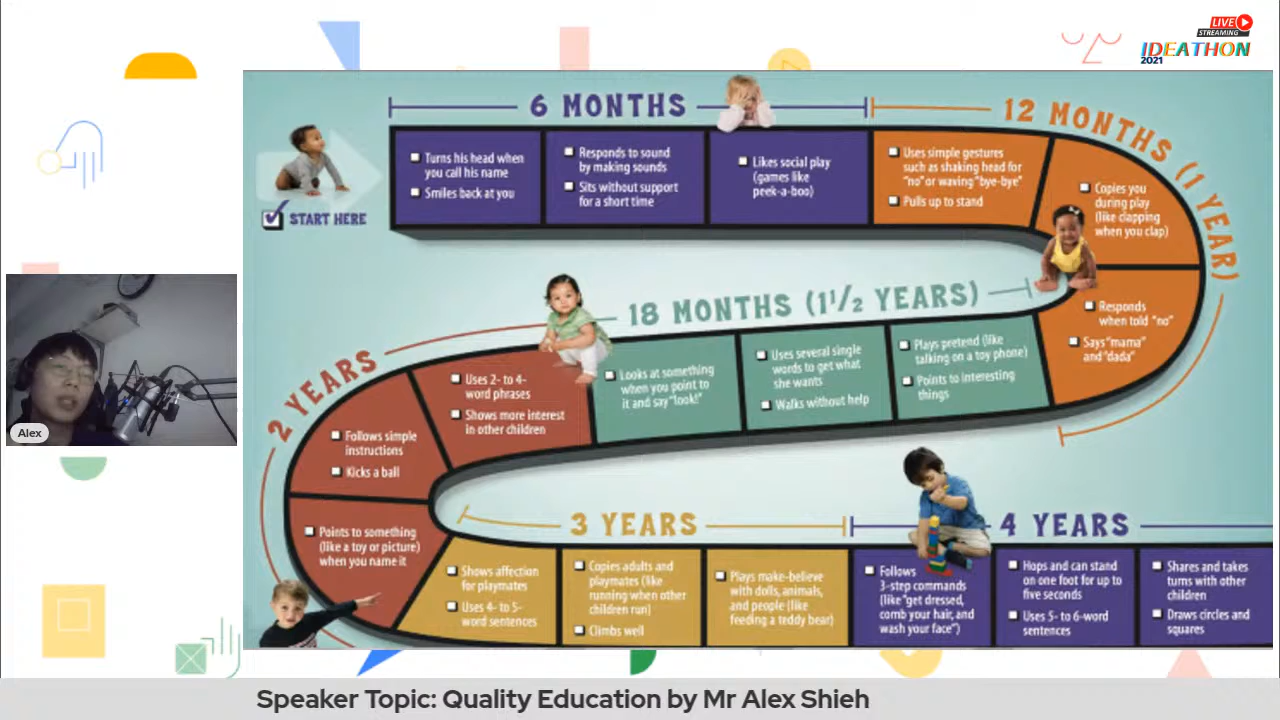 LIVE
STREAMING
IDEATHON
2021
6 MONTHS
12 MONTHS (1 YEAR)
START HERE
Turns his head when
you call his name
Smiles back at you
Responds to sound
by making sounds
Sits without support
for a short time
Likes social play
(games like
peek-a-boo)
Uses simple gestures
such as shaking head for
"no" or waving "bye-bye"
Pulls up to stand
Copies you
during play
(like clapping
when you clap)
Responds
when told "no"
Says "mama"
and "dada"
18 MONTHS (1 1/2 YEARS)
Plays pretend (like
talking on a toy phone)
Points to interesting
things
Uses several single
words to get what
she wants
Walks without help
Looks at something
when you point to
it and say "look!"
2 YEARS
Uses 2- to 4-
word phrases
Shows more interest
in other children
Follows simple
instructions
Kicks a ball
Points to something
(like a toy or picture)
when you name it
3 YEARS
Shows affection
for playmates
Uses 4- to 5-
word sentences
Copies adults and
playmates (like
running when other
children run)
Climbs well
Plays make-believe
with dolls, animals,
and people (like
feeding a teddy bear)
4 YEARS
Follows
3-step commands
(like "get dressed,
comb your hair, and
wash your face")
Hops and can stand
on one foot for up to
five seconds
Uses 5- to 6-word
sentences
Shares and takes
turns with other
children
Draws circles and
squares
Alex
Speaker Topic: Quality Education by Mr Alex Shieh